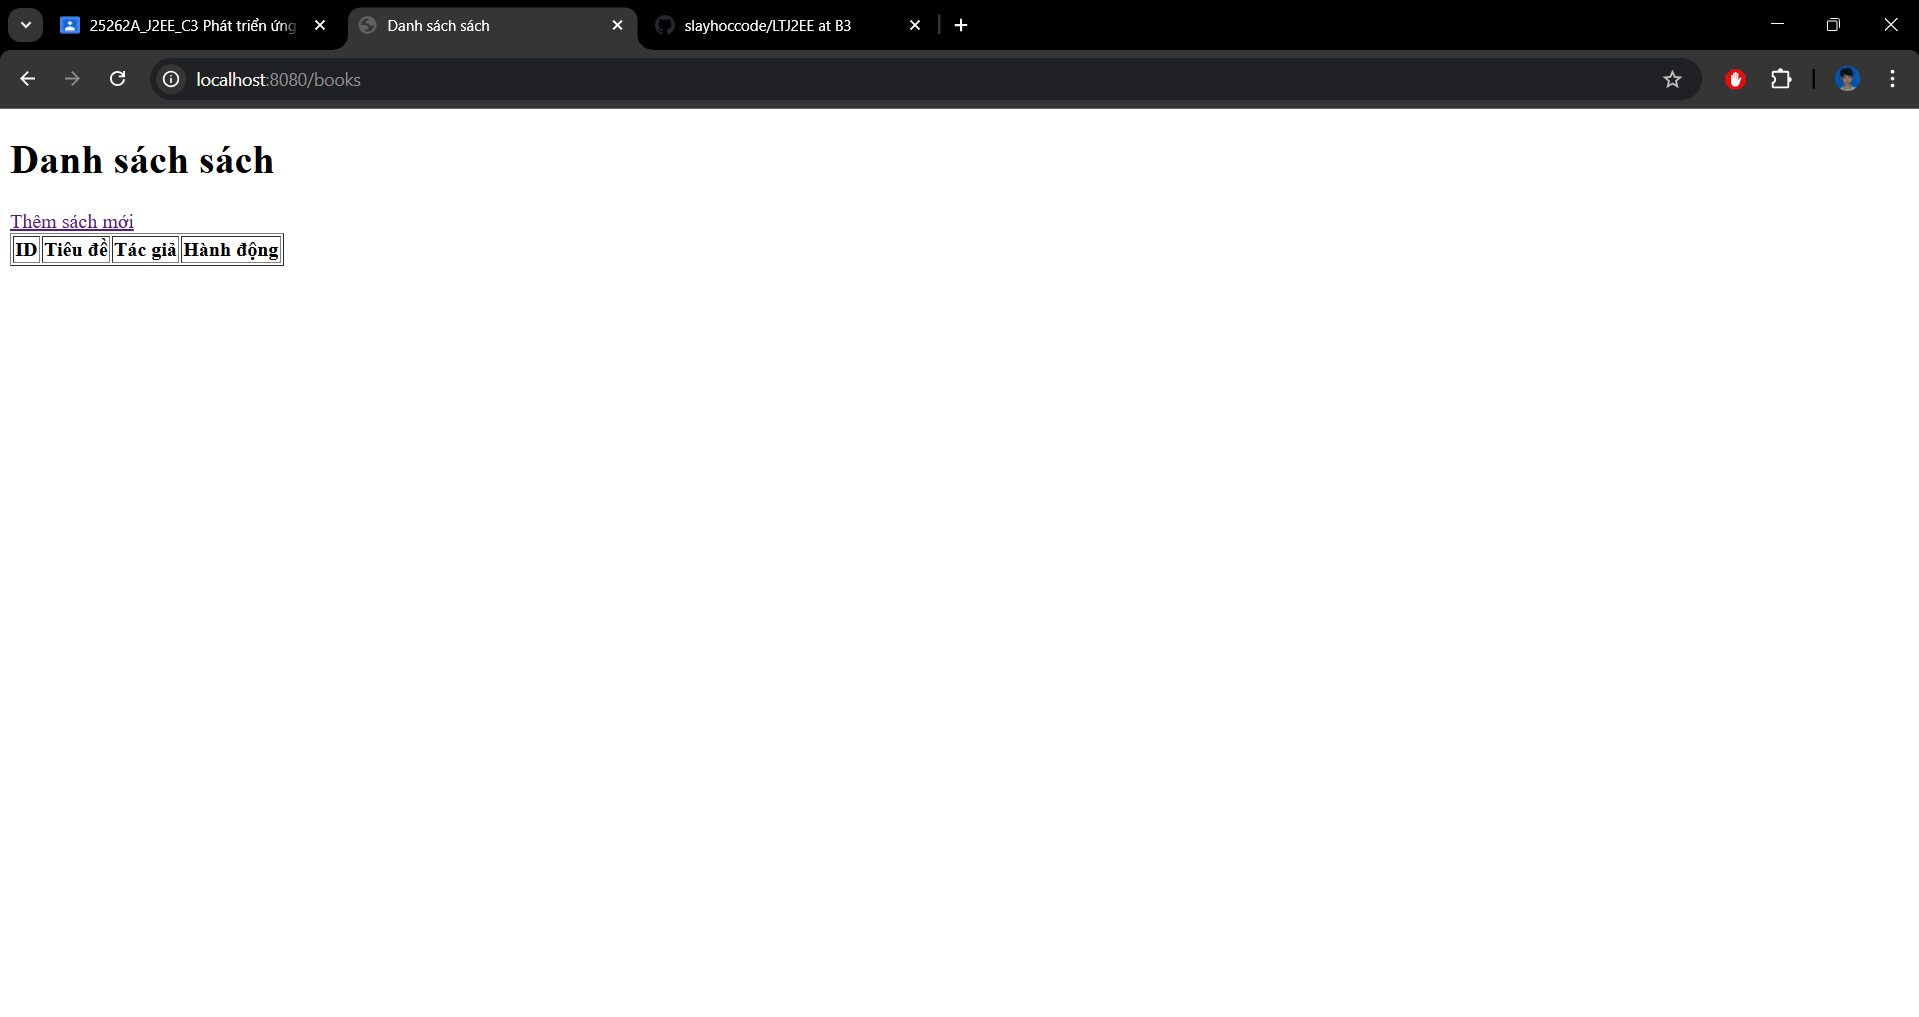 25262A_J2EE_C3 Phát triển ứng
Danh sách sách
slayhoccode/LTJ2EE at B3
localhost:8080/books
Danh sách sách
Thêm sách mới
ID Tiêu đề Tác giả Hành động